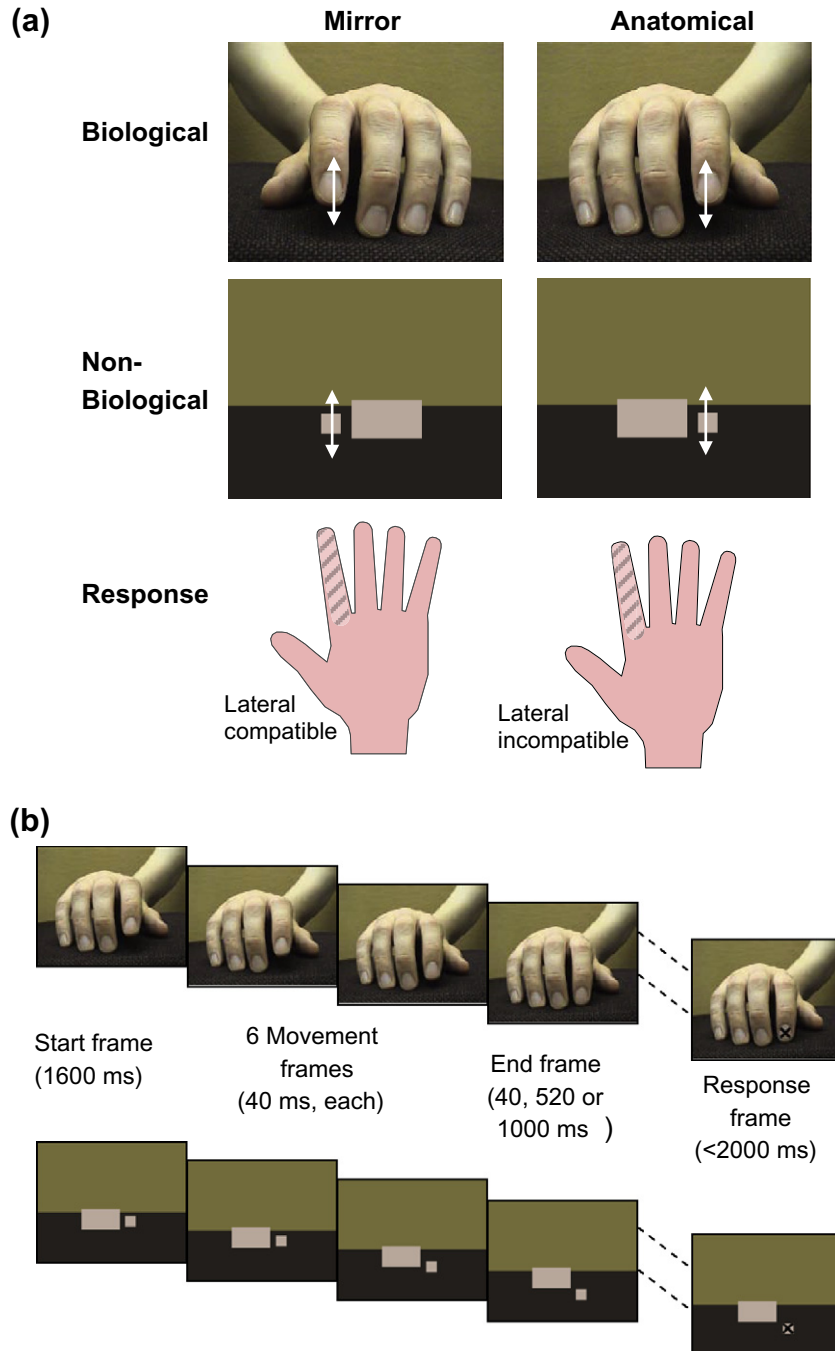 (a)
Mirror
Anatomical
Biological
Non-
Biological
Response
Lateral
compatible
Lateral
incompatible
(b)
Start frame
(1600 ms)
6 Movement
frames
(40 ms, each)
End frame
(40, 520 or
1000 ms )
Response
frame
(<2000 ms)